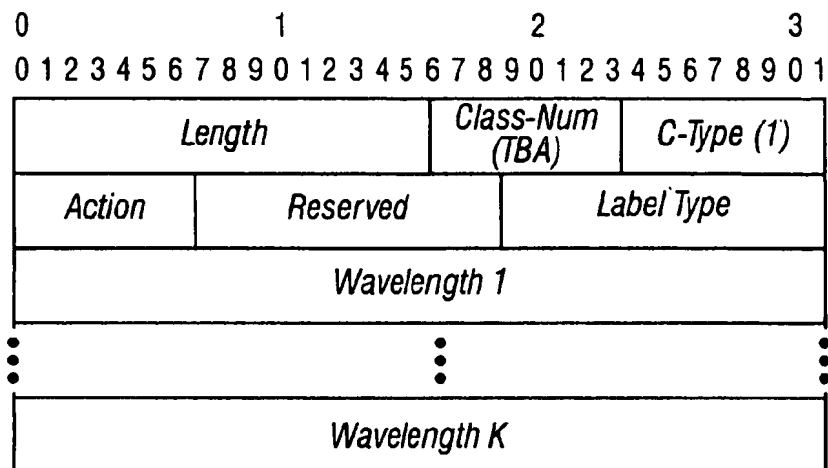 0 1 2 3
0 1 2 3 4 5 6 7 8 9 0 1 2 3 4 5 6 7 8 9 0 1 2 3 4 5 6 7 8 9 0 1
Length Class-Num (TBA) C-Type (1)
Action Reserved Label Type
Wavelength 1
Wavelength K